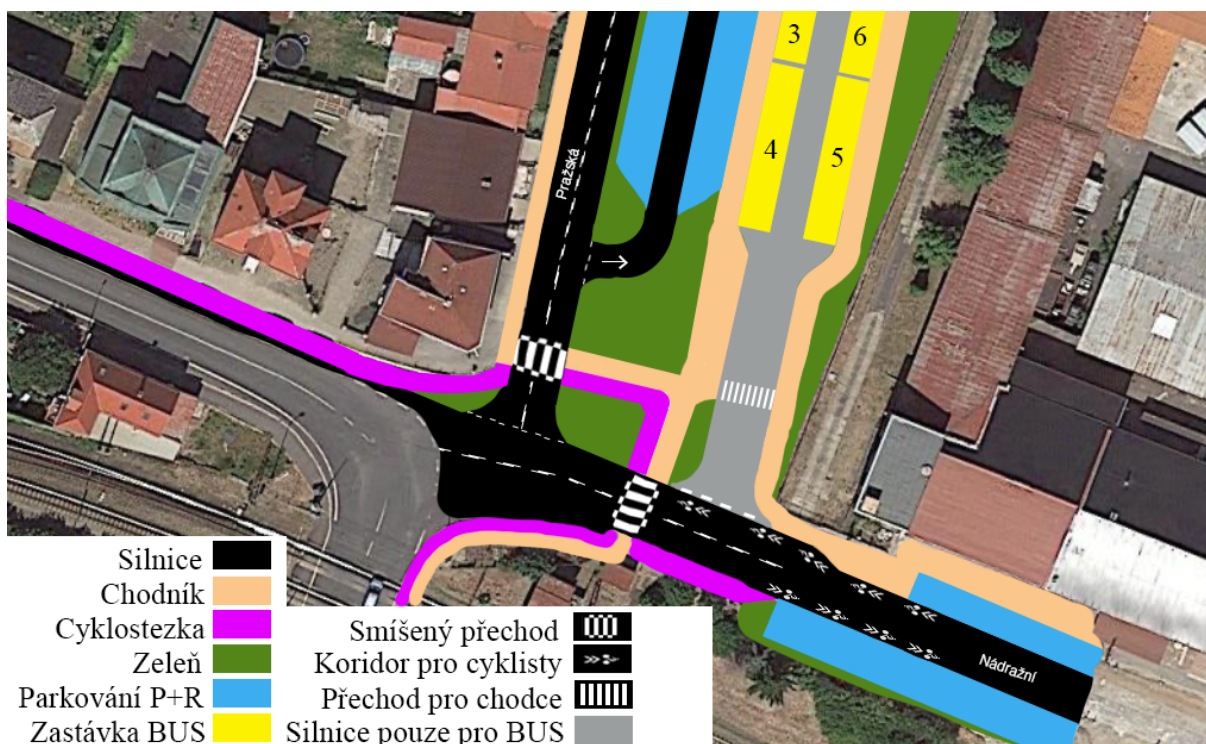 3
6
4
5
Pražská
Silnice
Chodník
Cyklostezka
Zeleň
Parkování P+R
Zastávka BUS
Smíšený přechod
Koridor pro cyklisty
Přechod pro chodce
Silnice pouze pro BUS
Nádražní